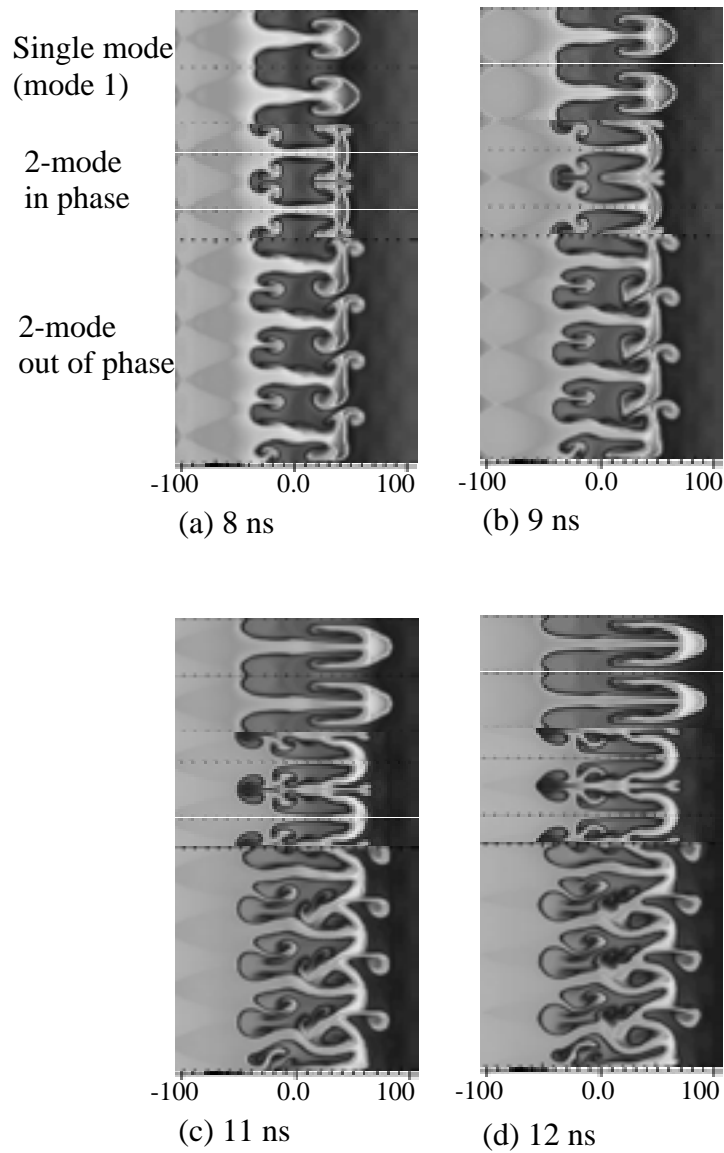 Single mode
(mode 1)
2-mode
in phase
2-mode
out of phase
-100 0.0 100
-100 0.0 100
(a) 8 ns
(b) 9 ns
-100 0.0 100
-100 0.0 100
(c) 11 ns
(d) 12 ns